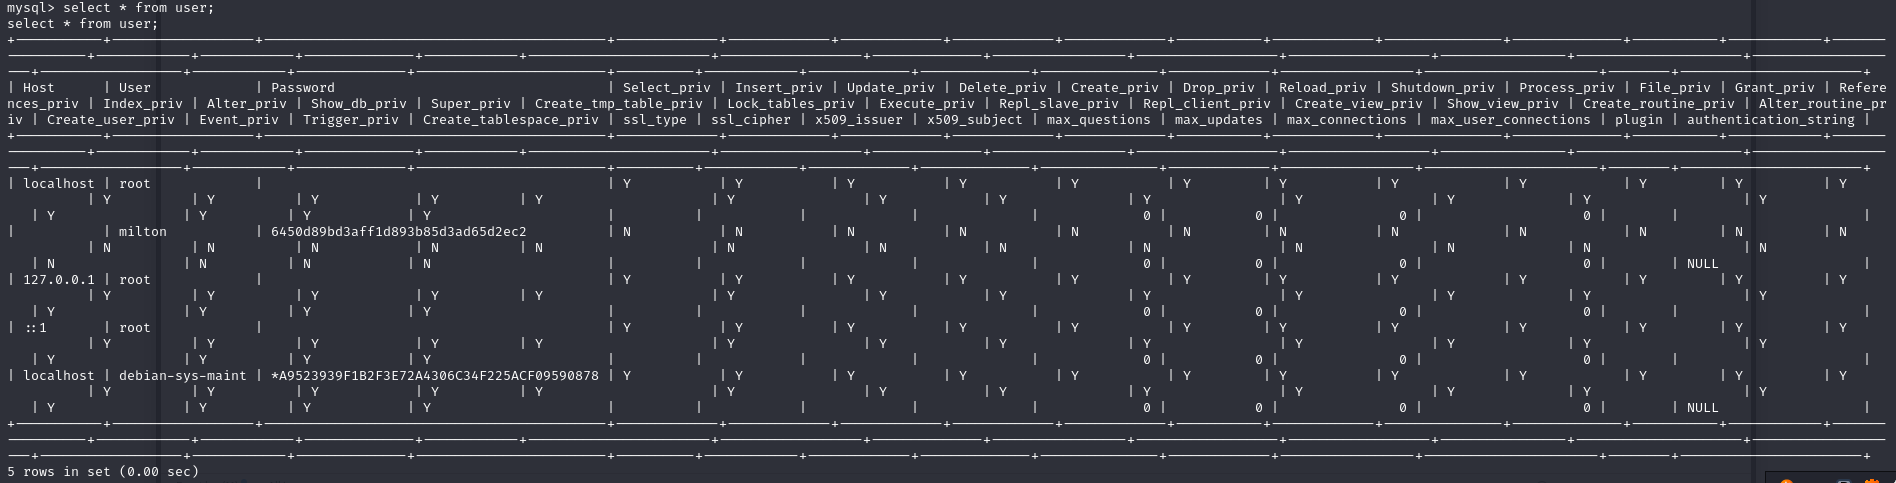 mysql> select * from user;
select * from user;
| Host | User | Password | Select_priv | Insert_priv | Update_priv | Delete_priv | Create_priv | Drop_priv | Reload_priv | Shutdown_priv | Process_priv | File_priv | Grant_priv | Refere
nces_priv | Index_priv | Alter_priv | Show_db_priv | Super_priv | Create_tmp_table_priv | Lock_tables_priv | Execute_priv | Repl_slave_priv | Repl_client_priv | Create_view_priv | Show_view_priv | Create_routine_priv | Alter_routine_pr
iv | Create_user_priv | Event_priv | Trigger_priv | Create_tablespace_priv | ssl_type | ssl_cipher | x509_issuer | x509_subject | max_questions | max_updates | max_connections | max_user_connections | plugin | authentication_string |
| localhost | root | | Y | Y | Y | Y | Y | Y | Y | Y | Y | Y | Y | Y
| Y | Y | Y | Y | Y | Y | Y | Y | Y | Y | Y | Y | Y
| Y | Y | Y | Y | | | | | 0 | 0 | 0 | 0 | | |
| | milton | 6450d89bd3aff1d893b85d3ad65d2ec2 | N | N | N | N | N | N | N | N | N | N | N | N
| N | N | N | N | N | N | N | N | N | N | N | N | N
| N | N | N | N | | | | | 0 | 0 | 0 | 0 | | NULL |
| 127.0.0.1 | root | | Y | Y | Y | Y | Y | Y | Y | Y | Y | Y | Y | Y
| Y | Y | Y | Y | Y | Y | Y | Y | Y | Y | Y | Y | Y
| Y | Y | Y | Y | | | | | 0 | 0 | 0 | 0 | | |
| ::1 | root | | Y | Y | Y | Y | Y | Y | Y | Y | Y | Y | Y | Y
| Y | Y | Y | Y | Y | Y | Y | Y | Y | Y | Y | Y | Y
| Y | Y | Y | Y | | | | | 0 | 0 | 0 | 0 | | |
| localhost | debian-sys-maint | *A9523939F1B2F3E72A4306C34F225ACF09590878 | Y | Y | Y | Y | Y | Y | Y | Y | Y | Y | Y | Y
| Y | Y | Y | Y | Y | Y | Y | Y | Y | Y | Y | Y | Y
| Y | Y | Y | Y | | | | | 0 | 0 | 0 | 0 | | NULL |
5 rows in set (0.00 sec)